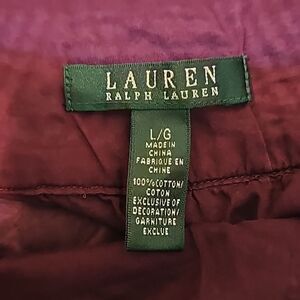 LAUREN
RALPH LAUREN
L/G
MADE IN
CHINA
FABRIQUE EN
CHINE
100% COTTON/
COTON
EXCLUSIVE OF
DECORATION/
GARNITURE
EXCLUE